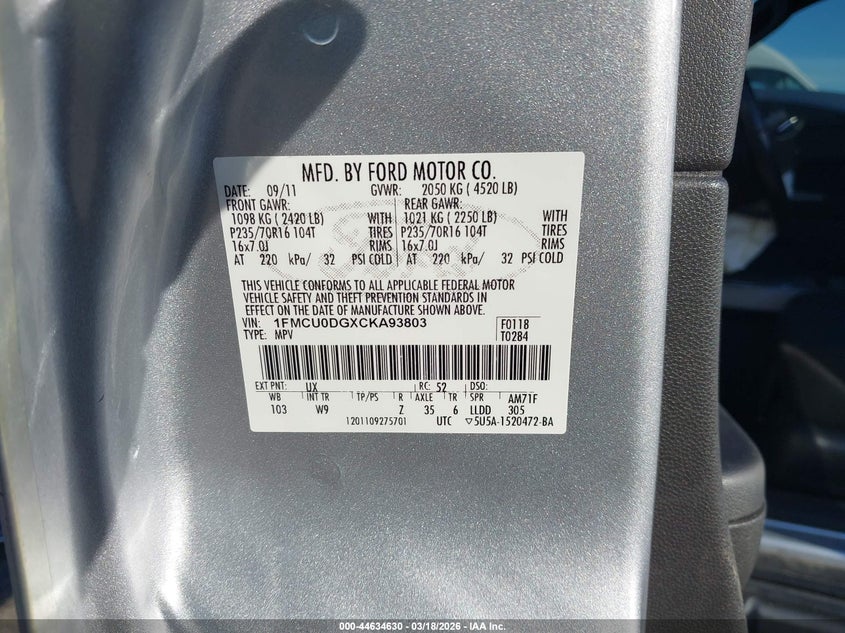 MFD. BY FORD MOTOR CO.
DATE: 09/11 GVWR: 2050 KG ( 4520 LB)
FRONT GAWR: REAR GAWR:
1098 KG ( 2420 LB) WITH 1021 KG ( 2250 LB) WITH
P235/70R16 104T TIRES P235/70R16 104T TIRES
16x7.0J RIMS 16x7.0J RIMS
AT 220 kPa/ 32 PSI COLD AT 220 kPa/ 32 PSI COLD
THIS VEHICLE CONFORMS TO ALL APPLICABLE FEDERAL MOTOR
VEHICLE SAFETY AND THEFT PREVENTION STANDARDS IN
EFFECT ON THE DATE OF MANUFACTURE SHOWN ABOVE.
VIN: 1FMCU0DGXCKA93803 F0118
TYPE: MPV T0284
EXT PNT: UX RC: 52 DSO:
WB INT TR TP/PS R AXLE TR SPR AM71F
103 W9 Z 35 6 LLDD 305
1201109275701 UTC ▽5U5A-1520472-BA
Ford
000-44634630 — 03/18/2026 — IAA Inc.